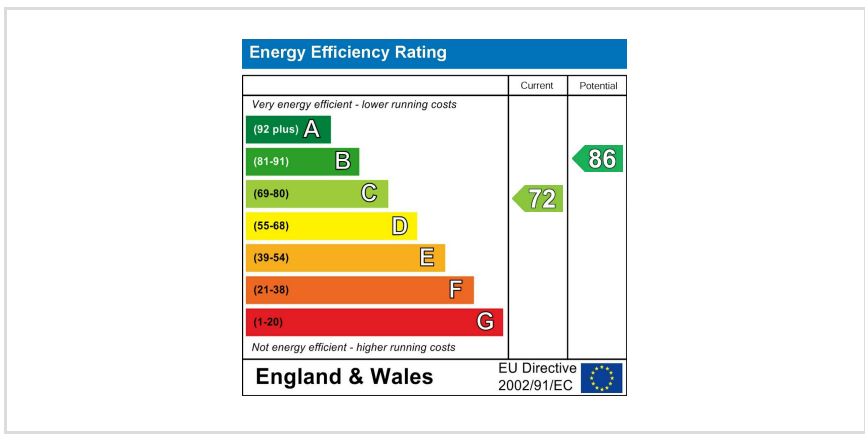 Energy Efficiency Rating
Current Potential
Very energy efficient - lower running costs
(92 plus) A
(81-91) B
86
(69-80) C
72
(55-68) D
(39-54) E
(21-38) F
(1-20) G
Not energy efficient - higher running costs
England & Wales
EU Directive
2002/91/EC